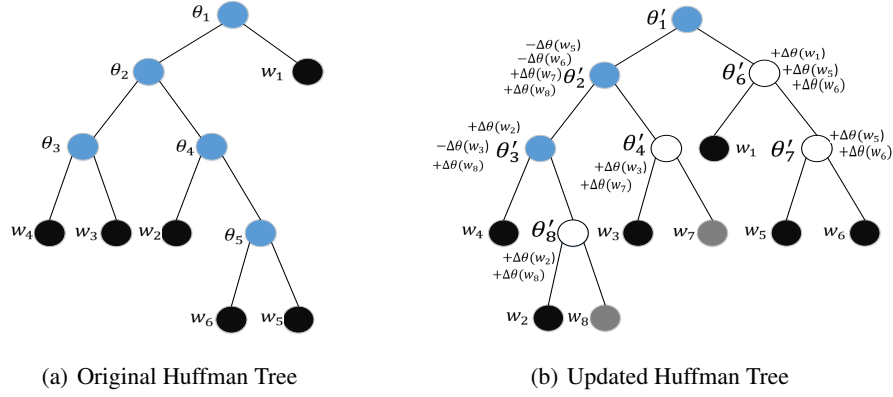 θ₁
θ₂
w₁
θ₃
θ₄
w₄
w₃
w₂
θ₅
w₆
w₅
(a) Original Huffman Tree
θ′₁
−Δθ(w₅)
−Δθ(w₆)
+Δθ(w₇)
+Δθ(w₈)
θ′₂
θ′₆
+Δθ(w₁)
+Δθ(w₅)
+Δθ(w₆)
+Δθ(w₂)
−Δθ(w₃)
+Δθ(w₈)
θ′₃
θ′₄
+Δθ(w₃)
+Δθ(w₇)
w₁
θ′₇
+Δθ(w₅)
+Δθ(w₆)
w₄
θ′₈
+Δθ(w₂)
+Δθ(w₈)
w₃
w₇
w₅
w₆
w₂
w₈
(b) Updated Huffman Tree